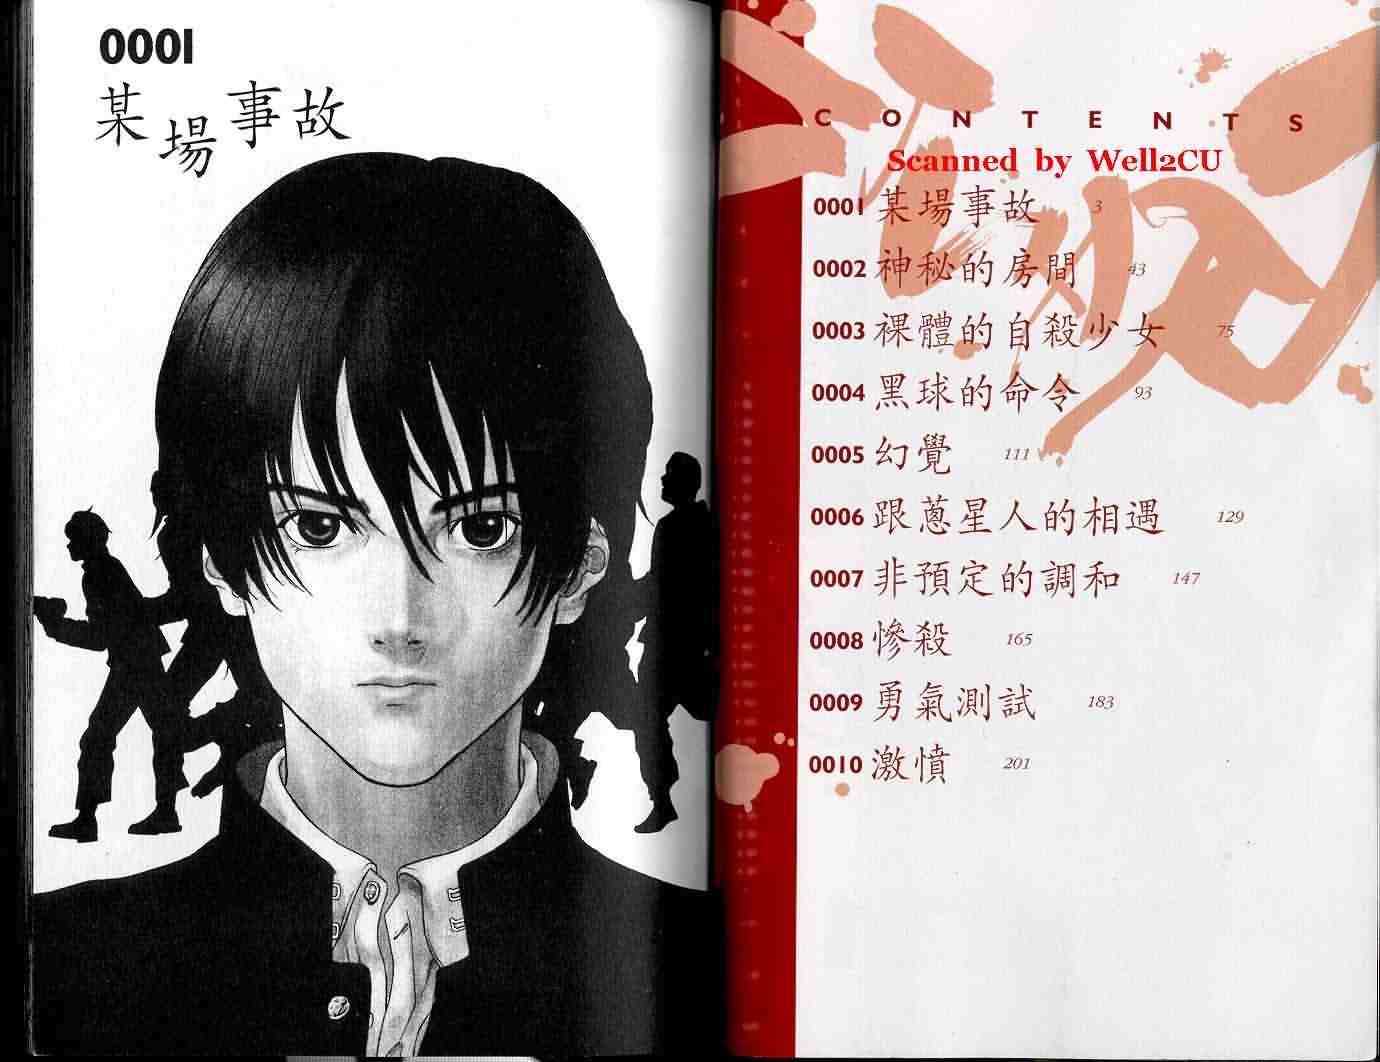 0001
某場事故
CONTENTS
Scanned by Well2CU
0001 某場事故 3
0002 神秘的房間 43
0003 裸體的自殺少女 75
0004 黑球的命令 93
0005 幻覺 111
0006 跟蔥星人的相遇 129
0007 非預定的調和 147
0008 慘殺 165
0009 勇氣測試 183
0010 激憤 201